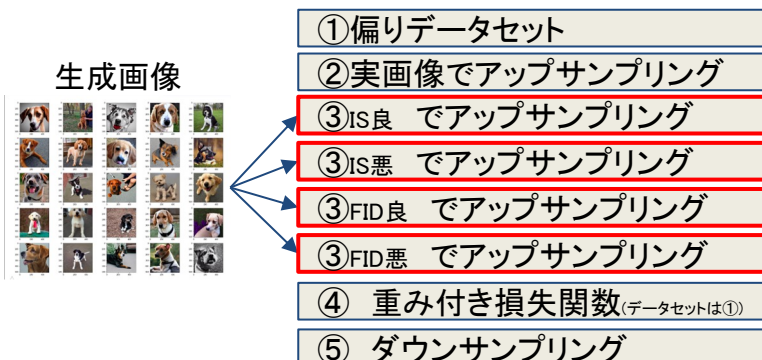 生成画像
①偏りデータセット
②実画像でアップサンプリング
③IS良 でアップサンプリング
③IS悪 でアップサンプリング
③FID良 でアップサンプリング
③FID悪 でアップサンプリング
④ 重み付き損失関数(データセットは①)
⑤ ダウンサンプリング